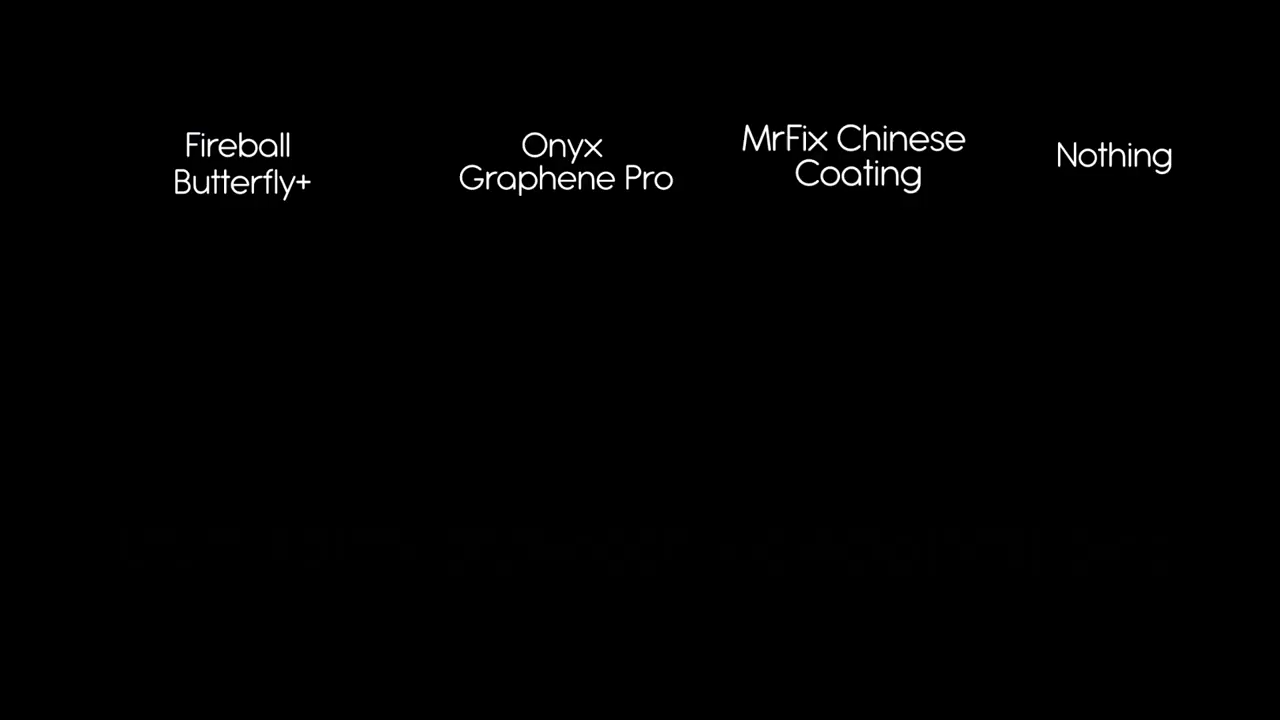 Fireball
Butterfly+
Onyx
Graphene Pro
MrFix Chinese
Coating
Nothing